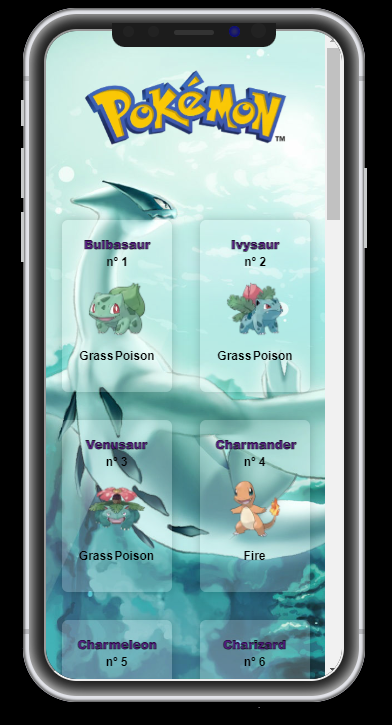 POKÉMON
TM
Bulbasaur
n° 1
Grass Poison
Ivysaur
n° 2
Grass Poison
Venusaur
n° 3
Grass Poison
Charmander
n° 4
Fire
Charmeleon
n° 5
Charizard
n° 6